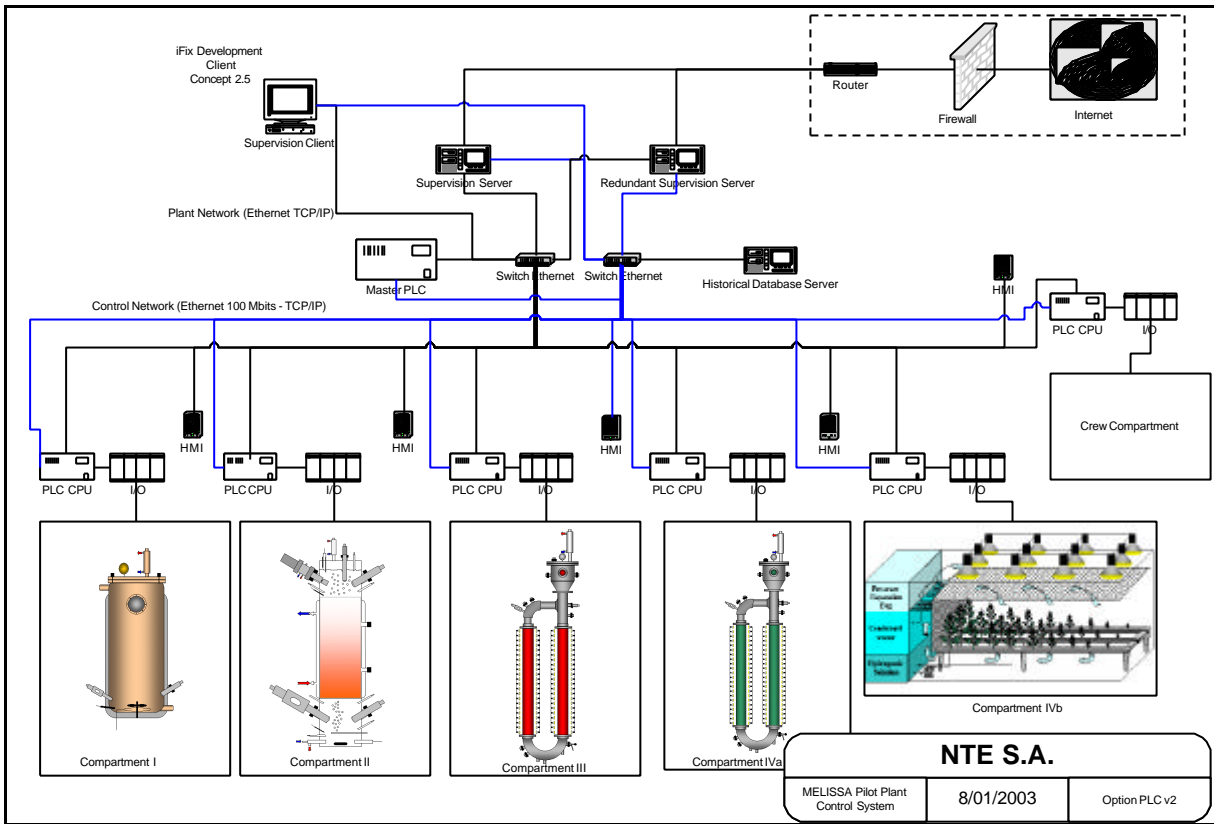 iFix Development
Client
Concept 2.5
Supervision Client
Router
Firewall
Internet
Supervision Server
Redundant Supervision Server
Plant Network (Ethernet TCP/IP)
Master PLC
Switch Ethernet
Switch Ethernet
Historical Database Server
HMI
Control Network (Ethernet 100 Mbits - TCP/IP)
PLC CPU
I/O
Crew Compartment
HMI
HMI
HMI
HMI
PLC CPU
I/O
PLC CPU
I/O
PLC CPU
I/O
PLC CPU
I/O
PLC CPU
I/O
Solution
Compartment I
Compartment II
Compartment III
Compartment IVa
Compartment IVb
NTE S.A.
MELISSA Pilot Plant
Control System
8/01/2003
Option PLC v2